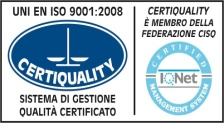 UNI EN ISO 9001:2008
CERTIQUALITY
SISTEMA DI GESTIONE
QUALITÀ CERTIFICATO
CERTIQUALITY
È MEMBRO DELLA
FEDERAZIONE CISQ
CERTIFIED
IQNet
MANAGEMENT SYSTEM